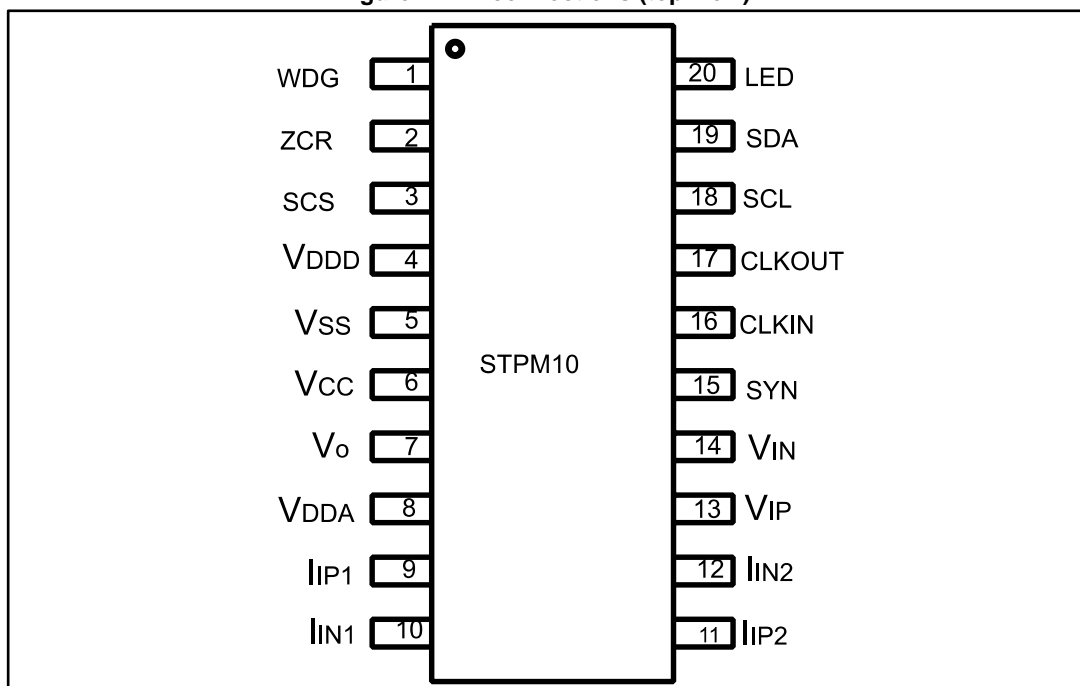 WDG 1 20 LED
ZCR 2 19 SDA
SCS 3 18 SCL
VDDD 4 17 CLKOUT
VSS 5 16 CLKIN
STPM10
VCC 6 15 SYN
Vo 7 14 VIN
VDDA 8 13 VIP
IIP1 9 12 IIN2
IIN1 10 11 IIP2